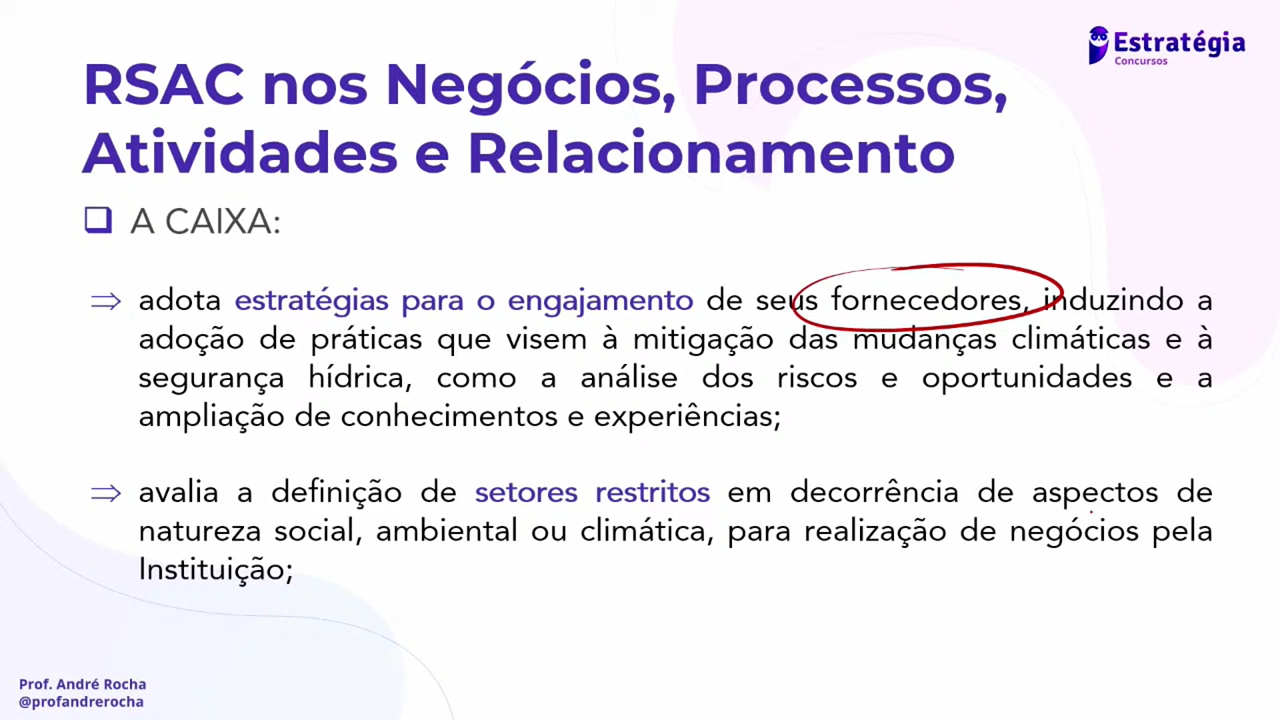 Estratégia
Concursos
RSAC nos Negócios, Processos,
Atividades e Relacionamento
A CAIXA:
adota estratégias para o engajamento de seus fornecedores, induzindo a
adoção de práticas que visem à mitigação das mudanças climáticas e à
segurança hídrica, como a análise dos riscos e oportunidades e a
ampliação de conhecimentos e experiências;
avalia a definição de setores restritos em decorrência de aspectos de
natureza social, ambiental ou climática, para realização de negócios pela
Instituição;
Prof. André Rocha
@profandrerocha